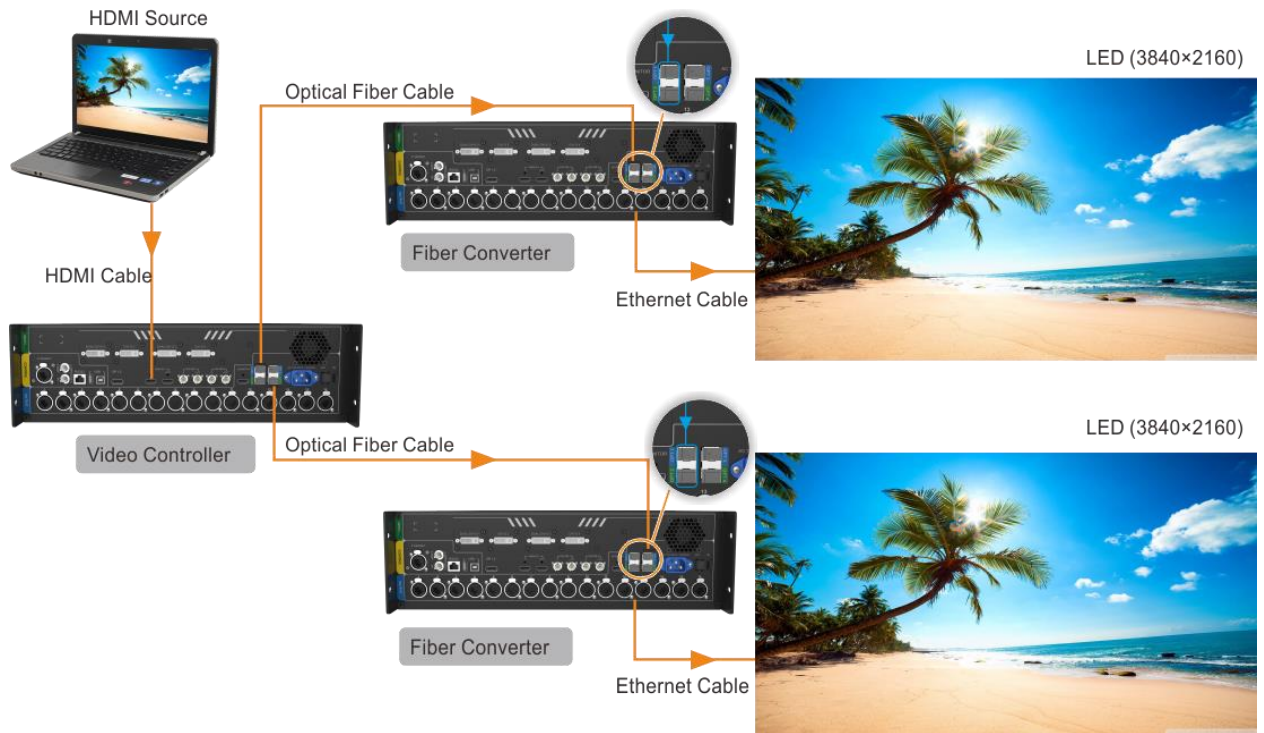 HDMI Source
LED (3840×2160)
Optical Fiber Cable
Fiber Converter
HDMI Cable
Ethernet Cable
Video Controller
Optical Fiber Cable
LED (3840×2160)
Fiber Converter
Ethernet Cable